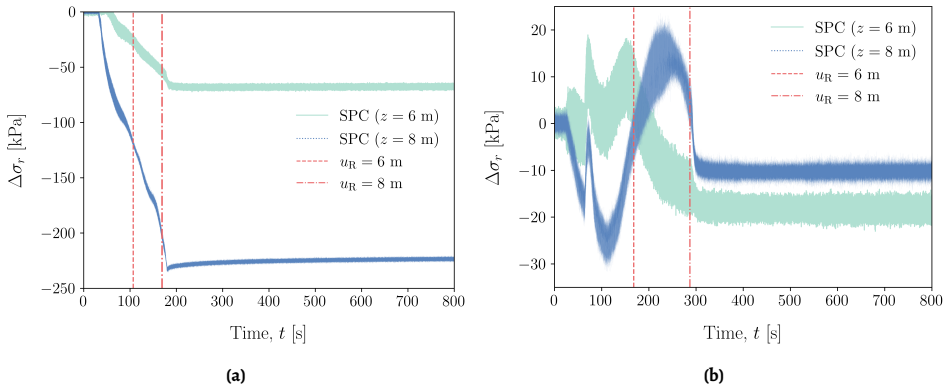 0
−50
−100
−150
−200
−250
Δσr [kPa]
SPC (z = 6 m)
SPC (z = 8 m)
uR = 6 m
uR = 8 m
0 100 200 300 400 500 600 700 800
Time, t [s]
(a)
20
10
0
−10
−20
−30
Δσr [kPa]
SPC (z = 6 m)
SPC (z = 8 m)
uR = 6 m
uR = 8 m
0 100 200 300 400 500 600 700 800
Time, t [s]
(b)